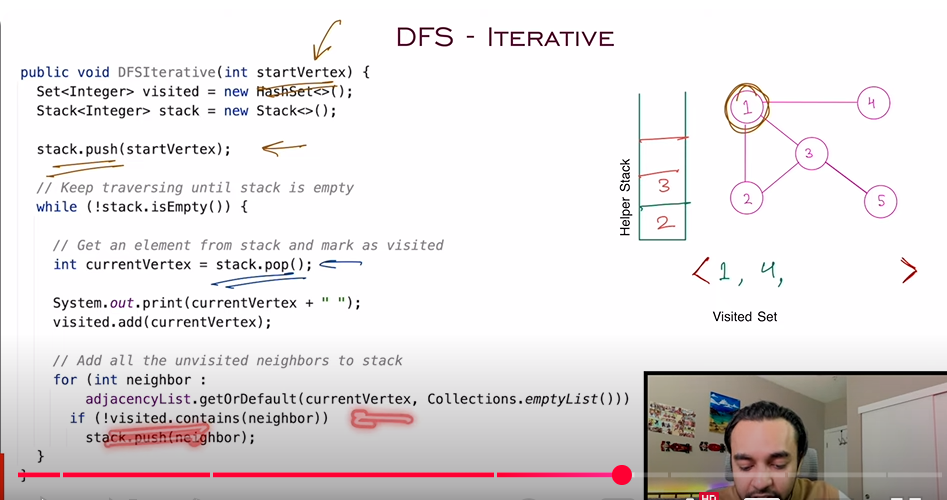 DFS - ITERATIVE
public void DFSIterative(int startVertex) {
Set<Integer> visited = new HashSet<>();
Stack<Integer> stack = new Stack<>();
stack.push(startVertex);
// Keep traversing until stack is empty
while (!stack.isEmpty()) {
// Get an element from stack and mark as visited
int currentVertex = stack.pop();
System.out.print(currentVertex + " ");
visited.add(currentVertex);
// Add all the unvisited neighbors to stack
for (int neighbor :
adjacencyList.getOrDefault(currentVertex, Collections.emptyList()))
if (!visited.contains(neighbor))
stack.push(neighbor);
}
}
Helper Stack
3
2
1
4
3
2
5
< 1, 4, >
Visited Set
HD